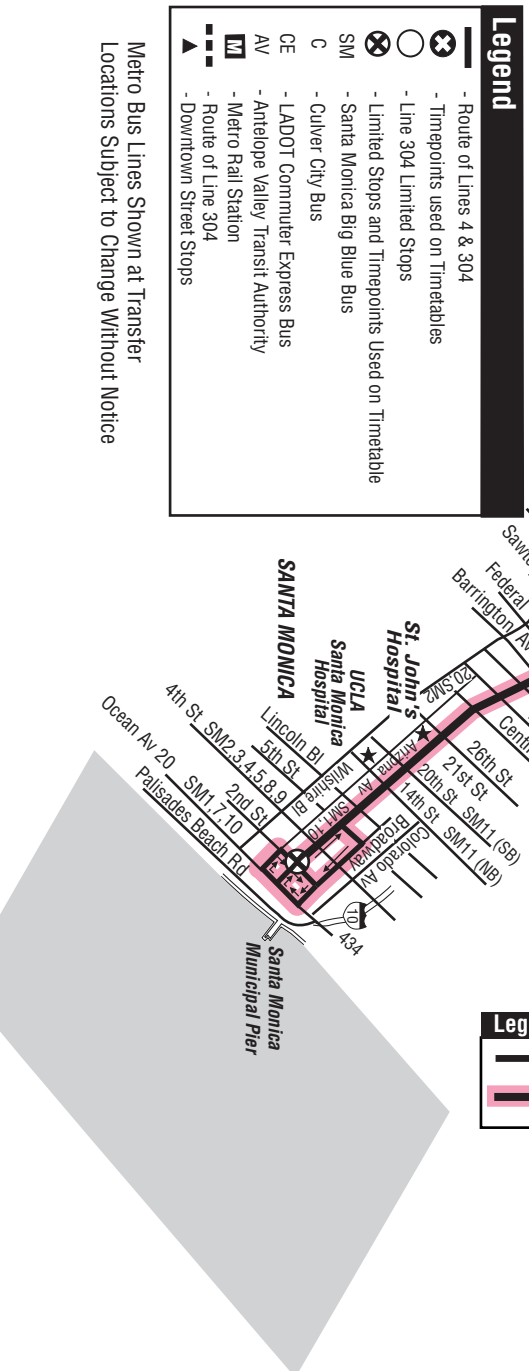 Legend
- Route of Lines 4 & 304
- Timepoints used on Timetables
- Line 304 Limited Stops
- Limited Stops and Timepoints Used on Timetable
SM - Santa Monica Big Blue Bus
C - Culver City Bus
CE - LADOT Commuter Express Bus
AV - Antelope Valley Transit Authority
M - Metro Rail Station
- Route of Line 304
- Downtown Street Stops
Metro Bus Lines Shown at Transfer
Locations Subject to Change Without Notice
Federal
Barrington Av
20,SM2
26th St
21st St
20th St SM11 (SB)
14th St SM11 (NB)
St. John's
Hospital
Arizona Av
UCLA
Santa Monica
Hospital
SANTA MONICA
Wilshire Bl
SM1,10
Broadway
Colorado Av
Lincoln Bl
5th St
4th St SM2,3,4,5,8,9
2nd St
SM1,7,10
Ocean Av 20
Palisades Beach Rd
10
434
Santa Monica
Municipal Pier
Leg